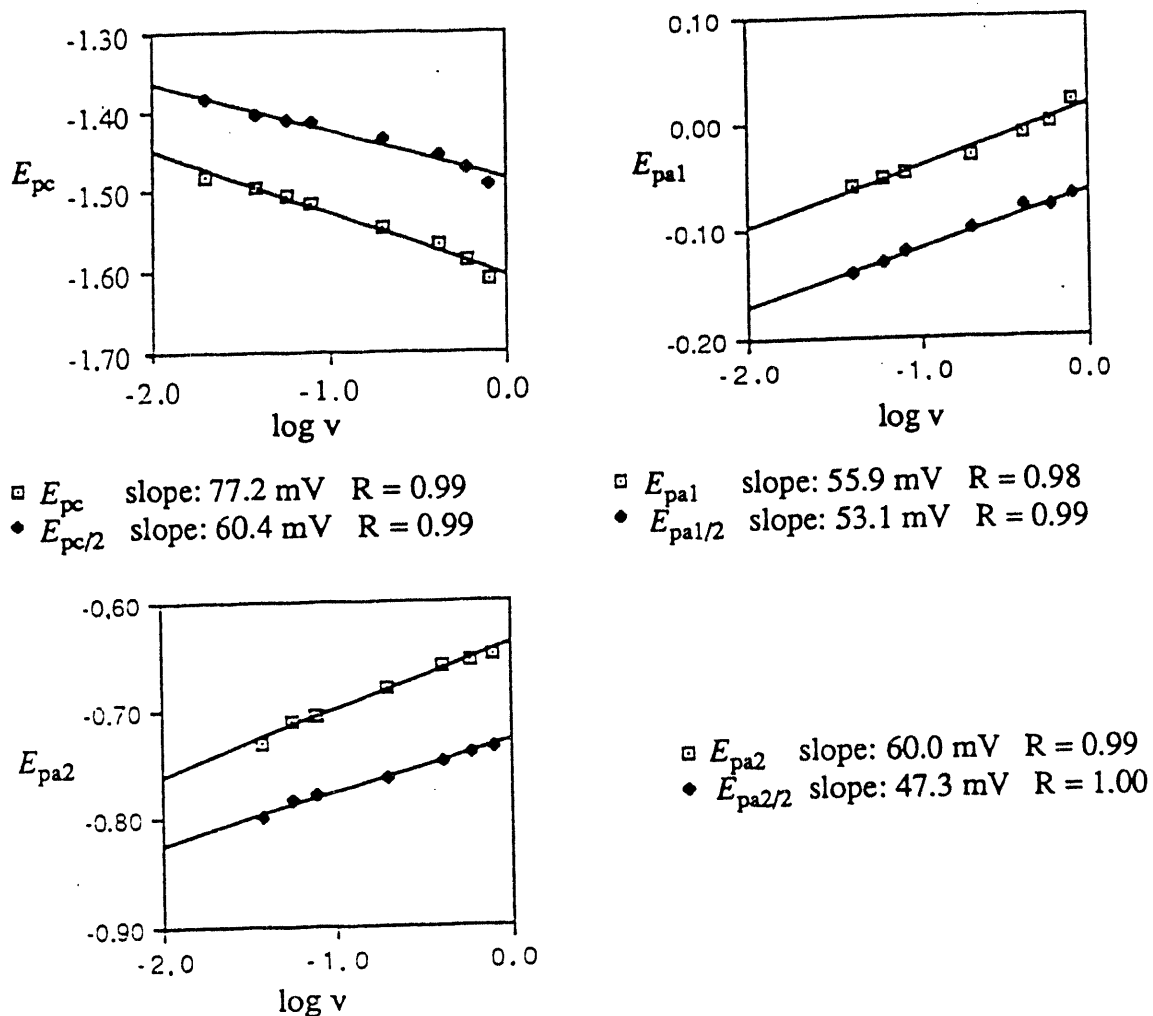 -1.30
-1.40
-1.50
-1.60
-1.70
E_pc
-2.0 -1.0 0.0
log v
0.10
0.00
-0.10
-0.20
E_pa1
-2.0 -1.0 0.0
log v
E_pc slope: 77.2 mV R = 0.99
E_pc/2 slope: 60.4 mV R = 0.99
E_pa1 slope: 55.9 mV R = 0.98
E_pa1/2 slope: 53.1 mV R = 0.99
-0.60
-0.70
-0.80
-0.90
E_pa2
-2.0 -1.0 0.0
log v
E_pa2 slope: 60.0 mV R = 0.99
E_pa2/2 slope: 47.3 mV R = 1.00